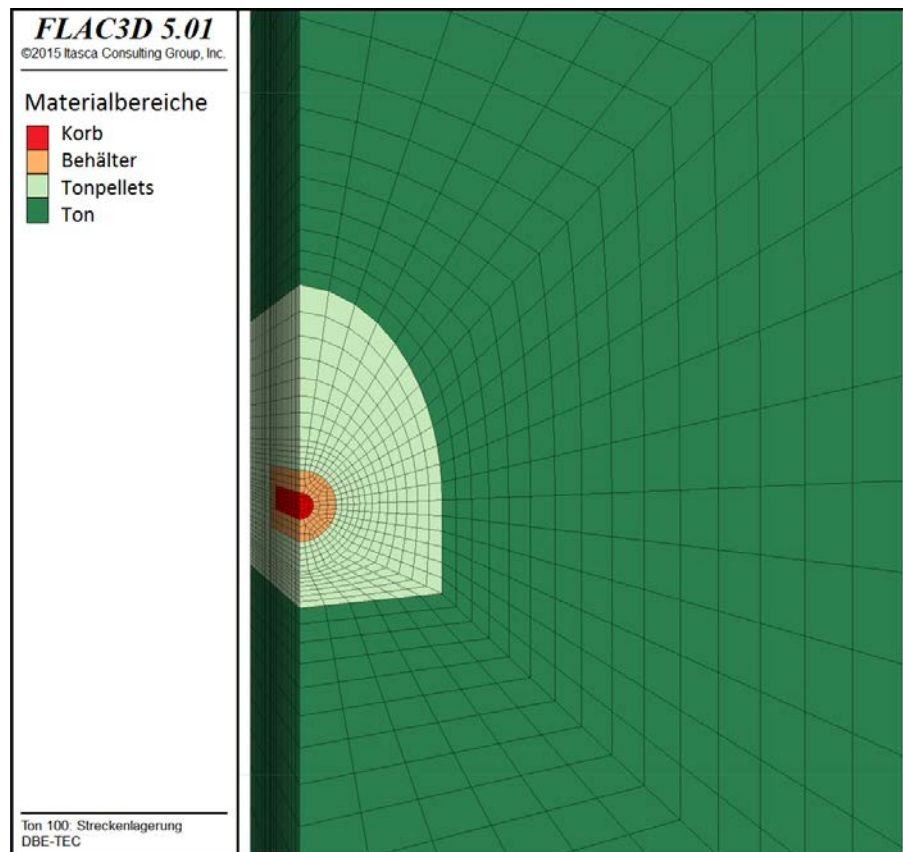 FLAC3D 5.01
©2015 Itasca Consulting Group, Inc.
Materialbereiche
Korb
Behälter
Tonpellets
Ton
Ton 100: Streckenlagerung
DBE-TEC